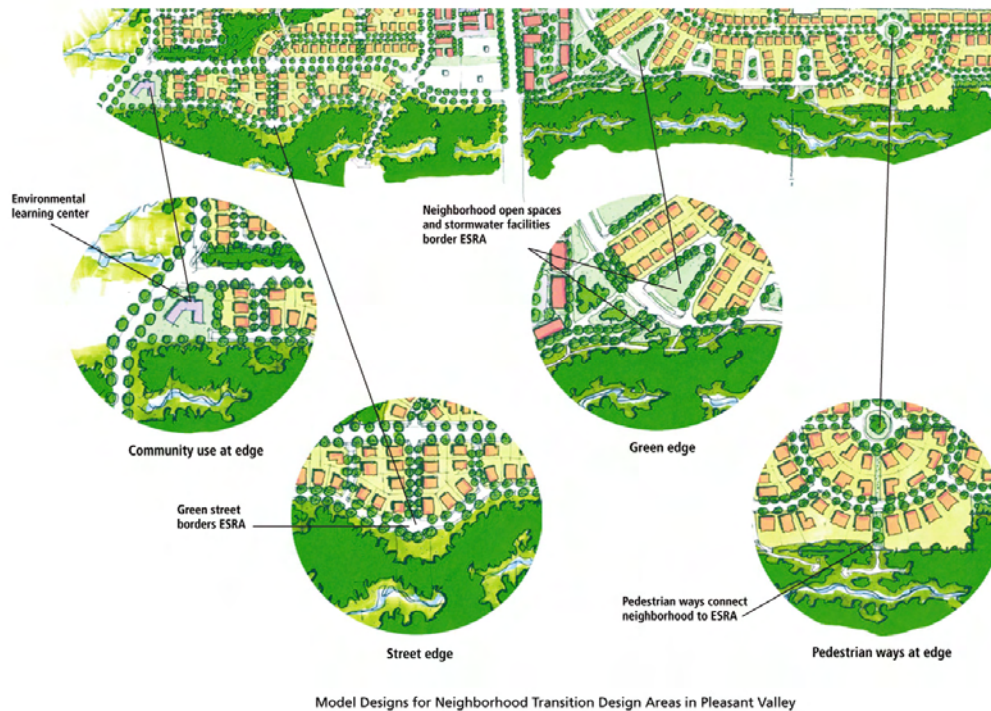 Environmental
learning center
Neighborhood open spaces
and stormwater facilities
border ESRA
Community use at edge
Green edge
Green street
borders ESRA
Pedestrian ways connect
neighborhood to ESRA
Street edge
Pedestrian ways at edge
Model Designs for Neighborhood Transition Design Areas in Pleasant Valley